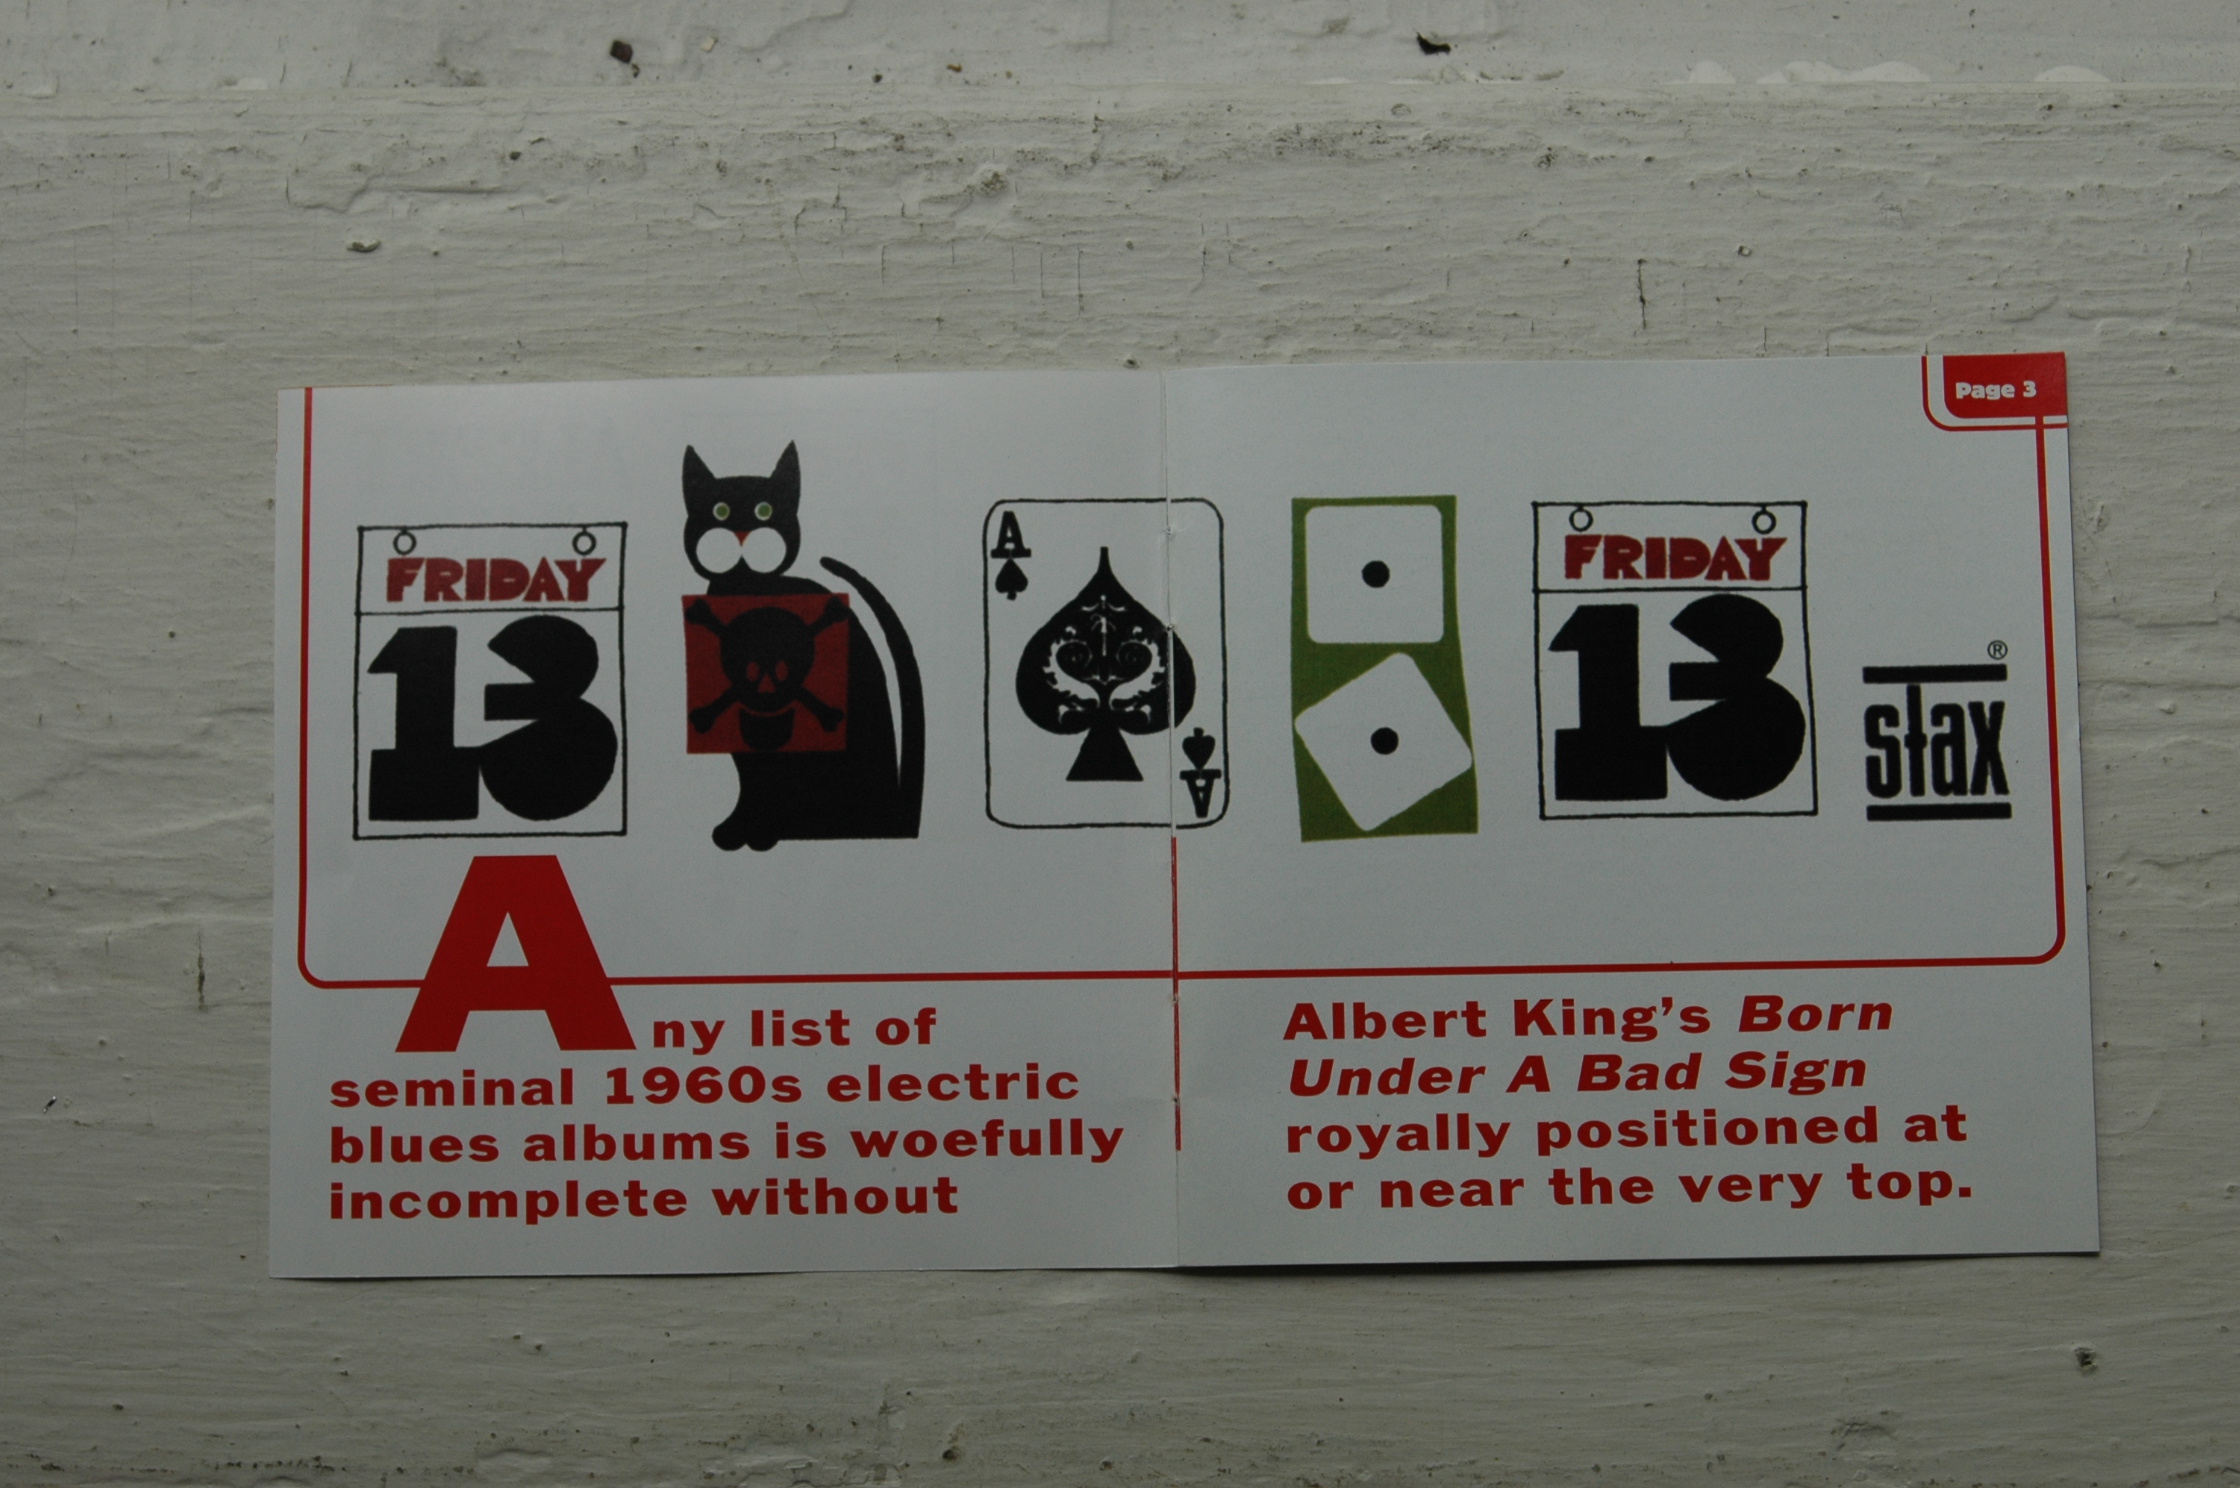 Page 3
FRIDAY
13
A
A
FRIDAY
13
stax®
Any list of
seminal 1960s electric
blues albums is woefully
incomplete without
Albert King's Born
Under A Bad Sign
royally positioned at
or near the very top.